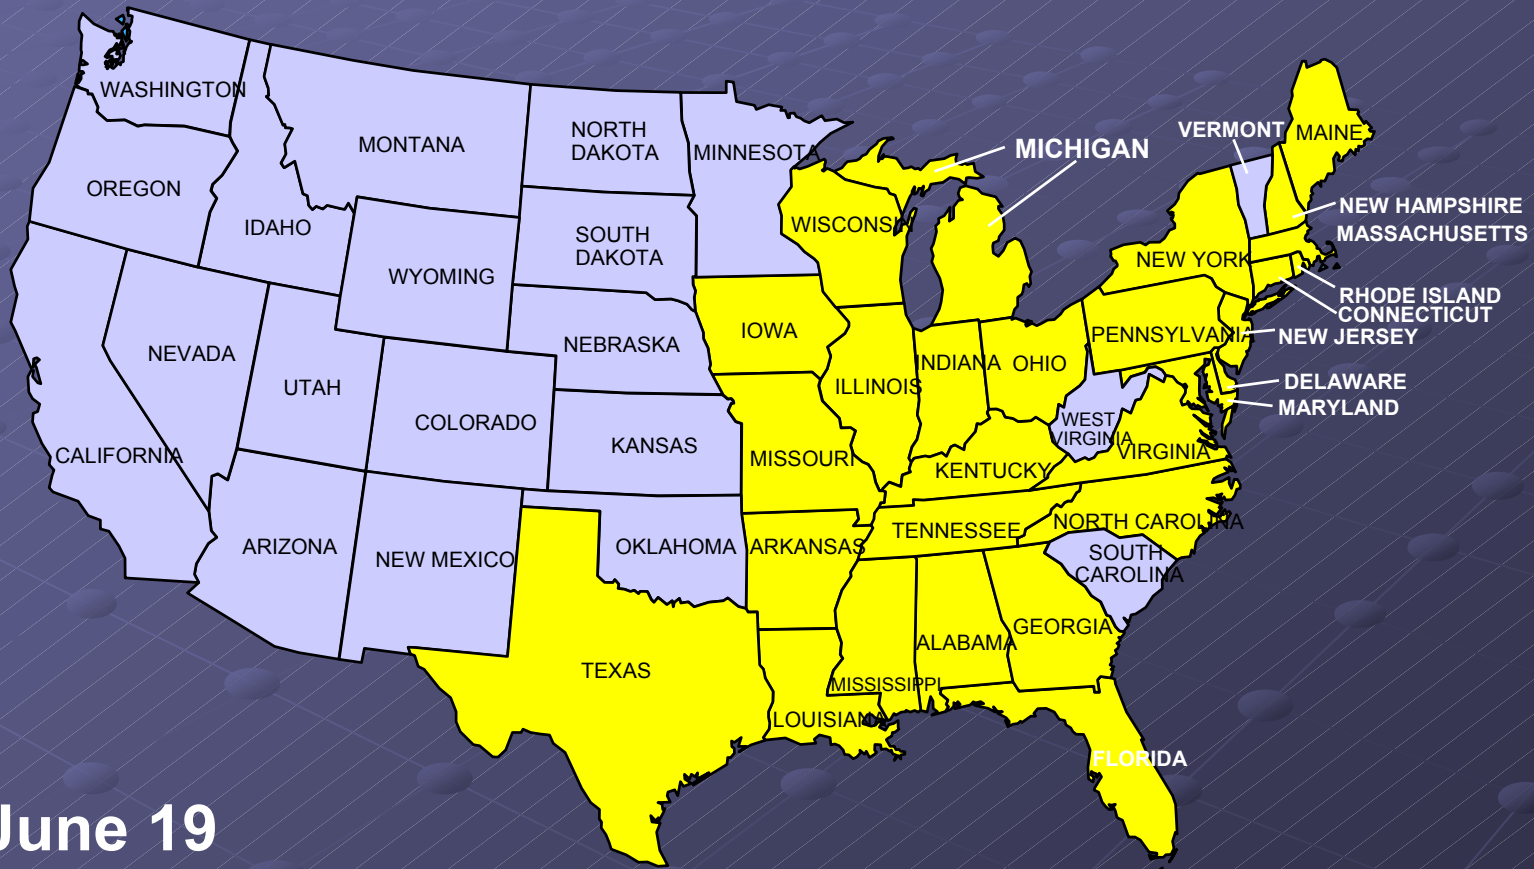 WASHINGTON
MONTANA
NORTH
DAKOTA
MINNESOTA
MICHIGAN
VERMONT
MAINE
OREGON
IDAHO
WYOMING
SOUTH
DAKOTA
WISCONSIN
NEW YORK
NEW HAMPSHIRE
MASSACHUSETTS
RHODE ISLAND
CONNECTICUT
NEW JERSEY
DELAWARE
MARYLAND
NEVADA
UTAH
COLORADO
NEBRASKA
IOWA
ILLINOIS
INDIANA
OHIO
PENNSYLVANIA
WEST
VIRGINIA
VIRGINIA
CALIFORNIA
KANSAS
MISSOURI
KENTUCKY
ARIZONA
NEW MEXICO
OKLAHOMA
ARKANSAS
TENNESSEE
NORTH CAROLINA
SOUTH
CAROLINA
TEXAS
LOUISIANA
MISSISSIPPI
ALABAMA
GEORGIA
FLORIDA
June 19